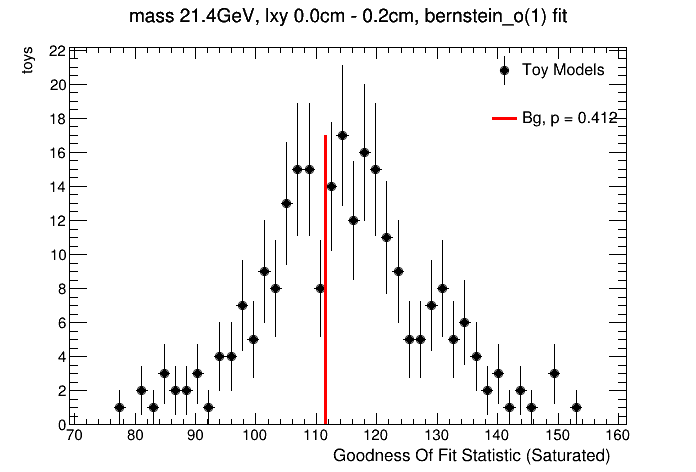 mass 21.4GeV, lxy 0.0cm - 0.2cm, bernstein_o(1) fit
toys
22
20
18
16
14
12
10
8
6
4
2
0
Toy Models
Bg, p = 0.412
70 80 90 100 110 120 130 140 150 160
Goodness Of Fit Statistic (Saturated)